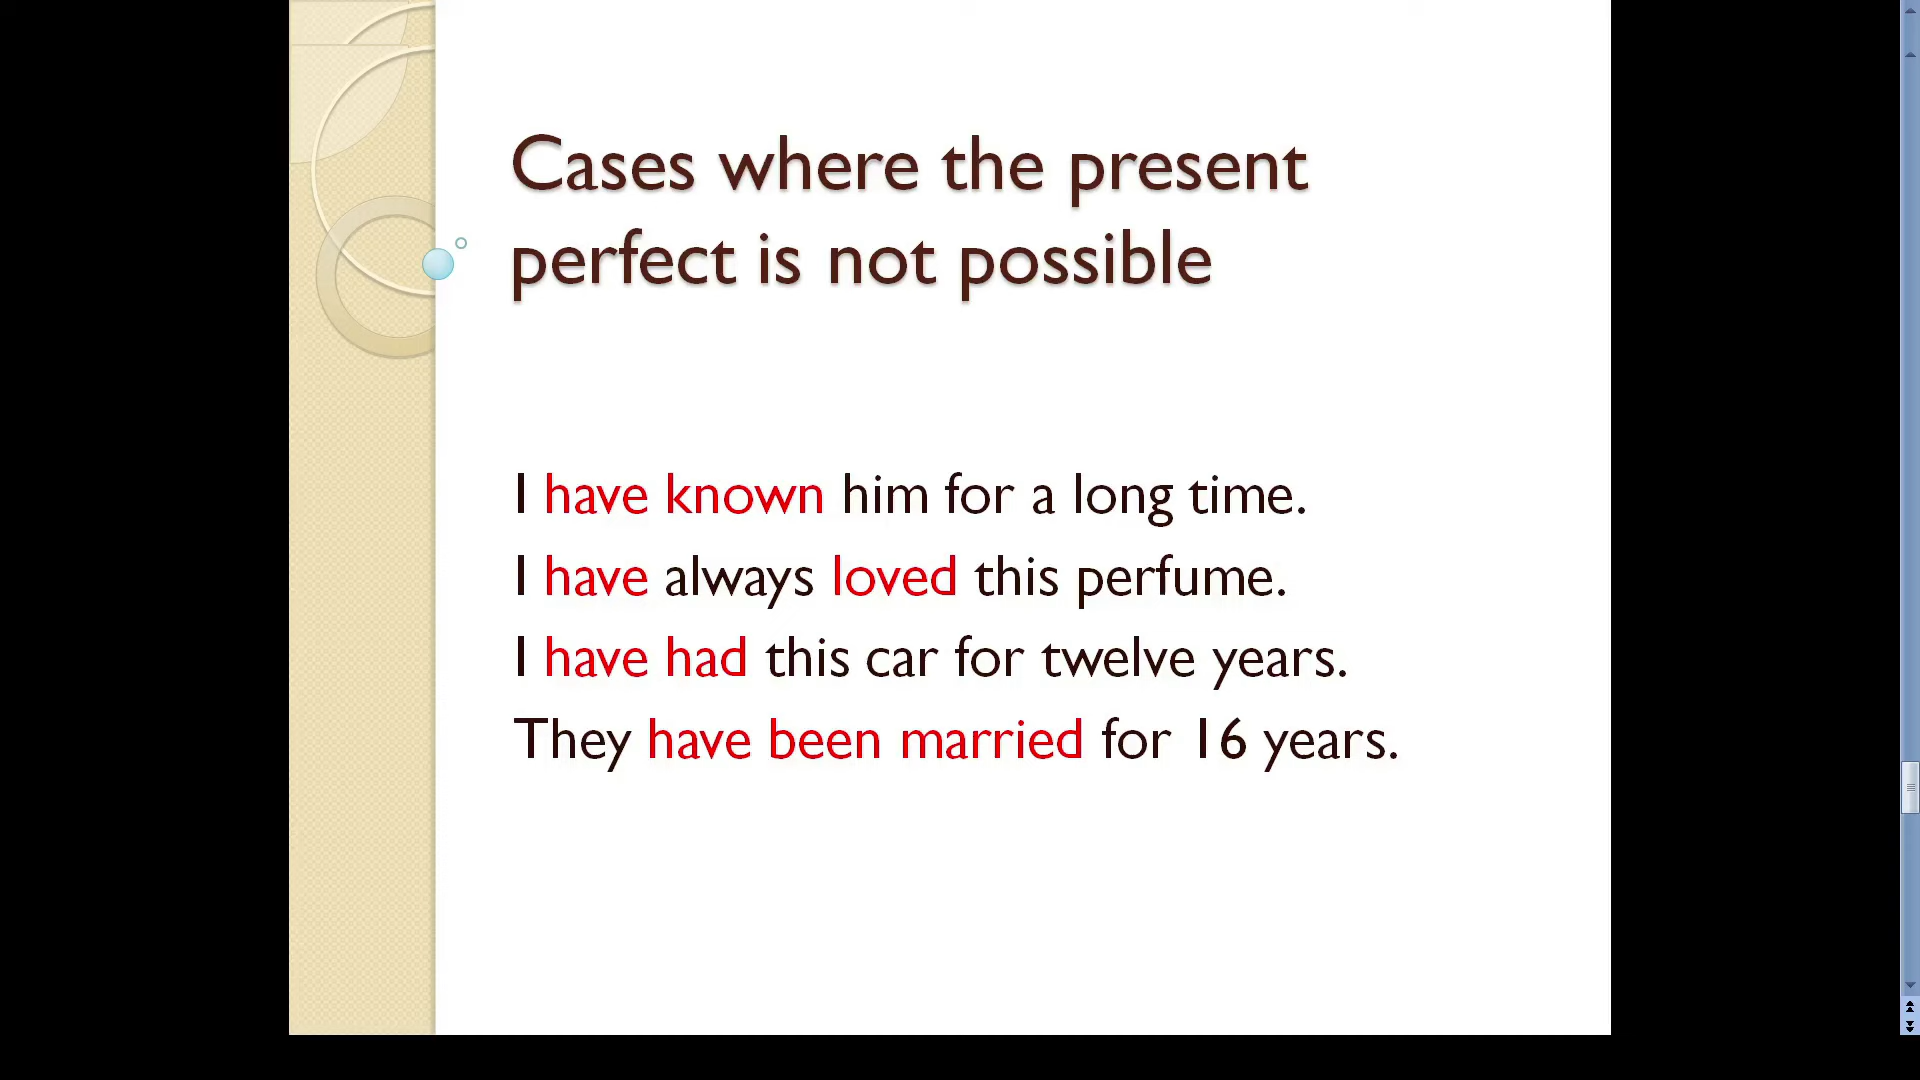 Cases where the present
perfect is not possible
I have known him for a long time.
I have always loved this perfume.
I have had this car for twelve years.
They have been married for 16 years.